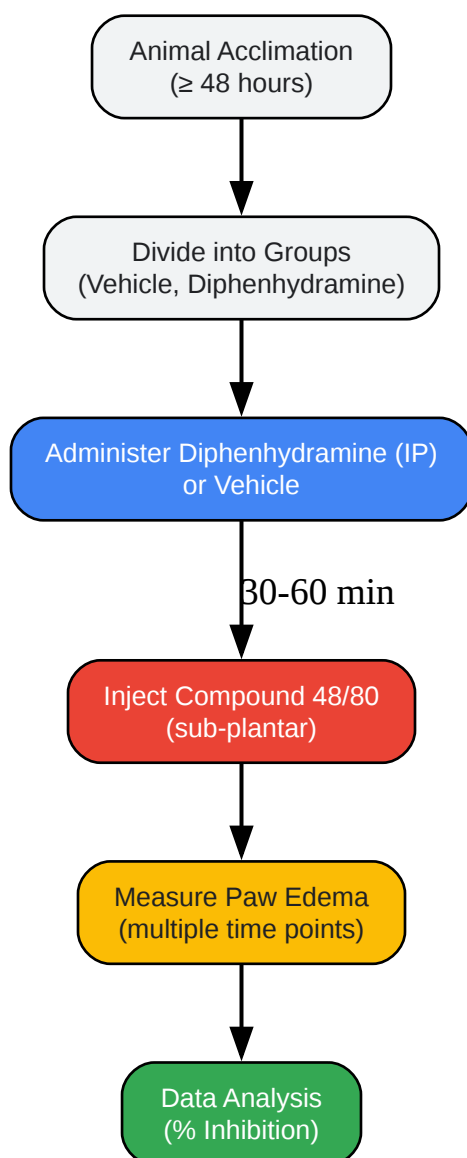 Animal Acclimation
(≥ 48 hours)
Divide into Groups
(Vehicle, Diphenhydramine)
Administer Diphenhydramine (IP)
or Vehicle
30-60 min
Inject Compound 48/80
(sub-plantar)
Measure Paw Edema
(multiple time points)
Data Analysis
(% Inhibition)